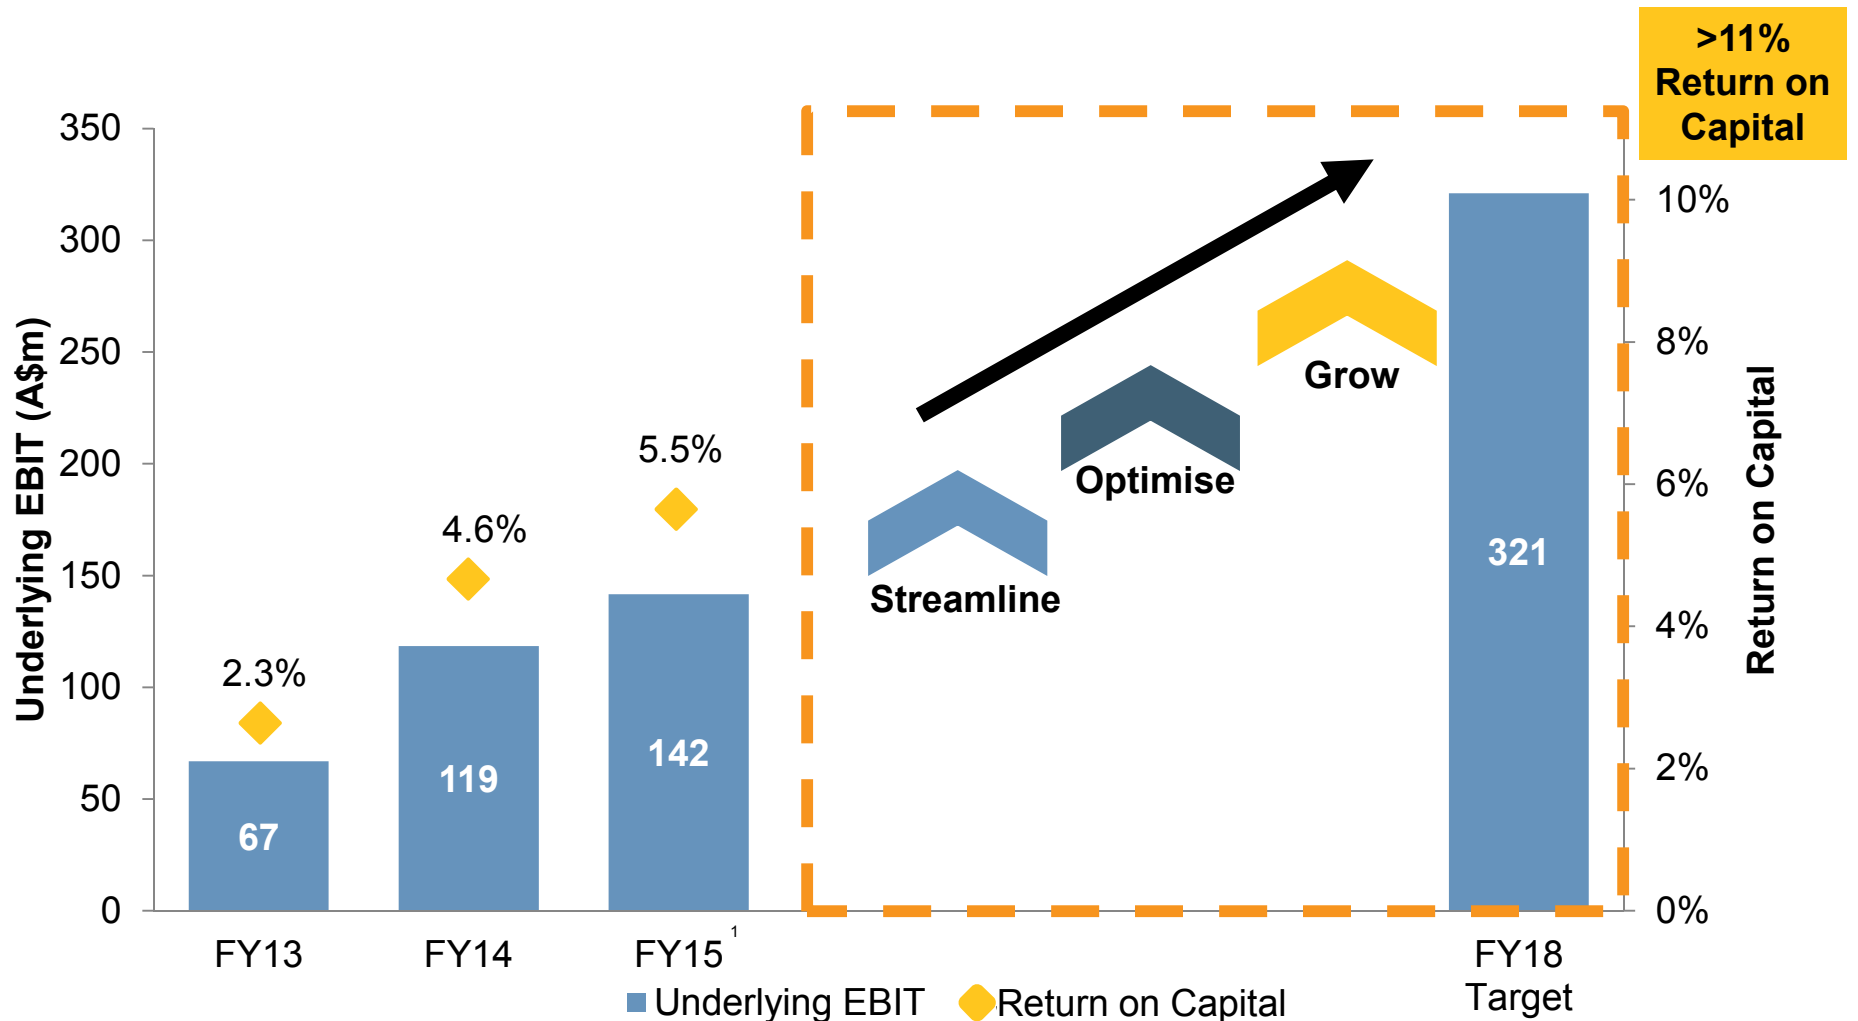 >11%
Return on
Capital
350
300
250
200
150
100
50
0
Underlying EBIT (A$m)
2.3%
4.6%
5.5%
67
119
142
321
Streamline
Optimise
Grow
10%
8%
6%
4%
2%
0%
Return on Capital
FY13
FY14
FY15 1
FY18
Target
Underlying EBIT
Return on Capital